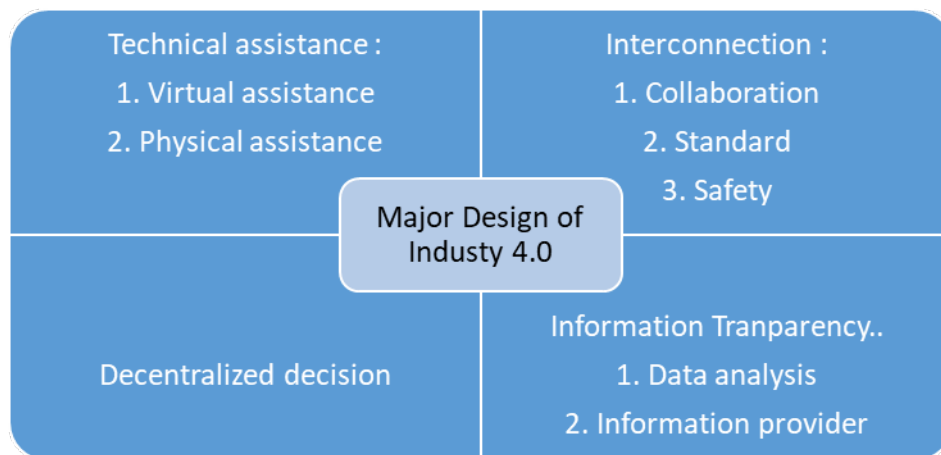 Technical assistance :
1. Virtual assistance
2. Physical assistance
Interconnection :
1. Collaboration
2. Standard
3. Safety
Major Design of
Industy 4.0
Decentralized decision
Information Tranparency..
1. Data analysis
2. Information provider